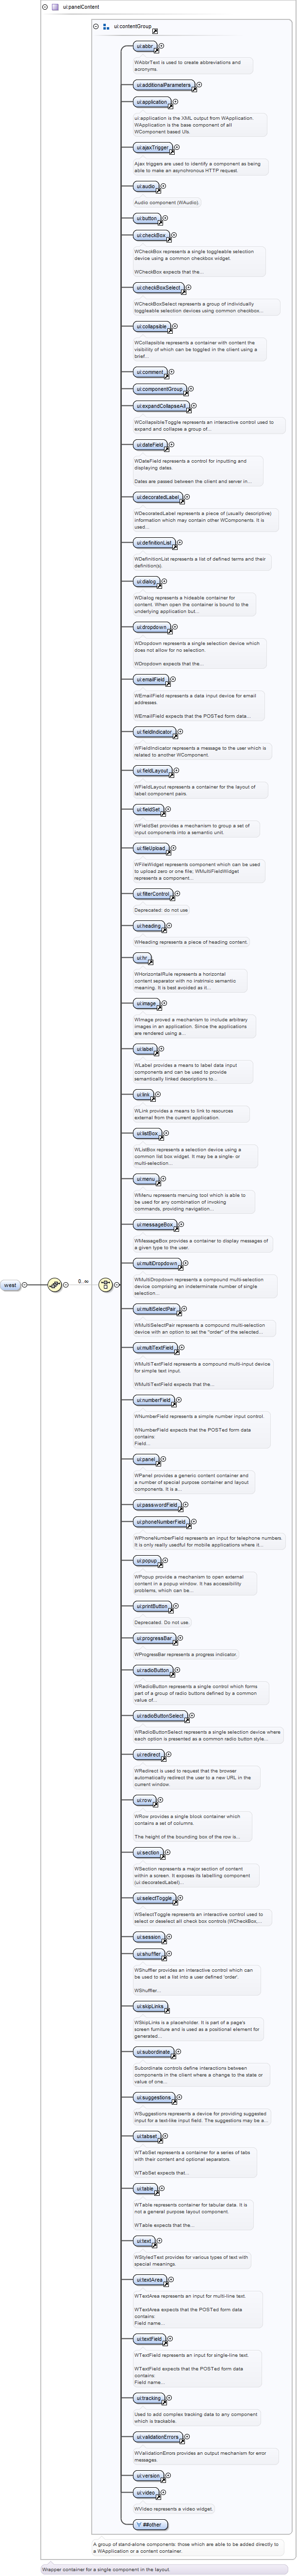 ui:panelContent
ui:contentGroup
ui:abbr
WAbbrText is used to create abbreviations and
acronyms.
ui:additionalParameters
ui:application
ui:application is the XML output from WApplication.
WApplication is the base component of all
WComponent based UIs.
ui:ajaxTrigger
Ajax triggers are used to identify a component as being
able to make an asynchronous HTTP request.
ui:audio
Audio component (WAudio).
ui:button
ui:checkBox
WCheckBox represents a single toggleable selection
device using a common checkbox widget.
WCheckBox expects that the...
ui:checkBoxSelect
WCheckBoxSelect represents a group of individually
toggleable selection devices using common checkbox...
ui:collapsible
WCollapsible represents a container with content the
visibility of which can be toggled in the client using a
brief...
ui:comment
ui:componentGroup
ui:expandCollapseAll
WCollapsibleToggle represents an interactive control used to
expand and collapse a group of...
ui:dateField
WDateField represents a control for inputting and
displaying dates.
Dates are passed between the client and server in...
ui:decoratedLabel
WDecoratedLabel represents a piece of (usually descriptive)
information which may contain other WComponents. It is
used...
ui:definitionList
WDefinitionList represents a list of defined terms and their
definition(s).
ui:dialog
WDialog represents a hideable container for
content. When open the container is bound to the
underlying application but...
ui:dropdown
WDropdown represents a single selection device which
does not allow for no selection.
WDropdown expects that the...
ui:emailField
WEmailField represents a data input device for email
addresses.
WEmailField expects that the POSTed form data...
ui:fieldIndicator
WFieldIndicator represents a message to the user which is
related to another WComponent.
ui:fieldLayout
WFieldLayout represents a container for the layout of
label:component pairs.
ui:fieldSet
WFieldSet provides a mechanism to group a set of
input components into a semantic unit.
ui:fileUpload
WFileWidget represents component which can be used
to upload zero or one file; WMultiFileWidget
represents a component...
ui:filterControl
Deprecated: do not use.
ui:heading
WHeading represents a piece of heading content.
ui:hr
WHorizontalRule represents a horizontal
content separator with no instrinsic semantic
meaning. It is best avoided as it...
ui:image
WImage proved a mechanism to include arbitrary
images in an application. Since the applications
are rendered using a...
ui:label
WLabel provides a means to label data input
components and can be used to provide
semantically linked descriptions to...
ui:link
WLink provides a means to link to resources
external from the current application.
ui:listBox
WListBox represents a selection device using a
common list box widget. It may be a single- or
multi-selection...
ui:menu
WMenu represents menuing tool which is able to be
used for any combination of invoking
commands, providing navigation...
ui:messageBox
WMessageBox provides a container to display messages of
a given type to the user.
ui:multiDropdown
WMultiDropdown represents a compound multi-selection
device comprising an indeterminate number of single
selection...
ui:multiSelectPair
WMultiSelectPair represents a compound multi-selection
device with an option to set the "order" of the selected...
ui:multiTextField
WMultiTextField represents a compound multi-input device
for simple text input.
WMultiTextField expects that the...
ui:numberField
WNumberField represents a simple number input control.
WNumberField expects that the POSTed form data
contains:
Field...
ui:panel
WPanel provides a generic content container and
a number of special purpose container and layout
components. It is a...
ui:passwordField
ui:phoneNumberField
WPhoneNumberField represents an input for telephone numbers.
It is only really useful for mobile applications where it...
ui:popup
WPopup provide a mechanism to open external
content in a popup window. It has accessibility
problems, which can be...
ui:printButton
Deprecated. Do not use.
ui:progressBar
WProgressBar represents a progress indicator.
ui:radioButton
WRadioButton represents a single control which forms
part of a group of radio buttons defined by a common
value of...
ui:radioButtonSelect
WRadioButtonSelect represents a single selection device where
each option is presented as a common radio button style...
ui:redirect
WRedirect is used to request that the browser
automatically redirect the user to a new URL in the
current window.
ui:row
WRow provides a single block container which
contains a set of columns.
The height of the bounding box of the row is...
ui:section
WSection represents a major section of content
within a screen. It exposes its labelling component
(ui:decoratedLabel)...
ui:selectToggle
WSelectToggle represents an interactive control used to
select or deselect all check box controls (WCheckBox,...
ui:session
ui:shuffler
WShuffler provides an interactive control which can
be used to set a list into a user defined 'order'.
WShuffler...
ui:skipLinks
WSkipLinks is a placeholder. It is part of a page's
screen furniture and is used as a positional element for
generated...
ui:subordinate
Subordinate controls define interactions between
components in the client where a change to the state or
value of one...
ui:suggestions
WSuggestions represents a device for providing suggested
input for a text-like input field. The suggestions may be a...
ui:tabset
WTabSet represents a container for a series of tabs
with their content and optional separators.
WTabSet expects that...
ui:table
WTable represents container for tabular data. It is
not a general purpose layout component.
WTable expects that the...
ui:text
WStyledText provides for various types of text with
special meanings.
ui:textArea
WTextArea represents an input for multi-line text.
WTextArea expects that the POSTed form data
contains:
Field name...
ui:textField
WTextField represents an input for single-line text.
WTextField expects that the POSTed form data
contains:
Field name...
ui:tracking
Used to add complex tracking data to any component
which is trackable.
ui:validationErrors
WValidationErrors provides an output mechanism for error
messages.
ui:version
ui:video
WVideo represents a video widget.
##other
west
0..∞
A group of stand-alone components: those which are able to be added directly to
a WApplication or a content container.
Wrapper container for a single component in the layout.